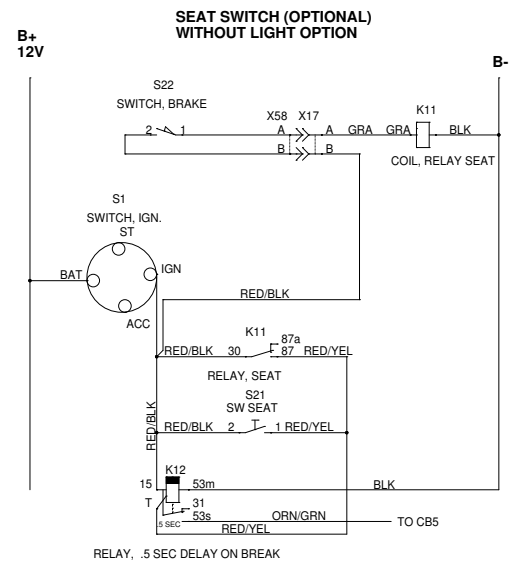 SEAT SWITCH (OPTIONAL)
WITHOUT LIGHT OPTION
B+
12V
B-
S22
SWITCH, BRAKE
X58 X17
K11
2 1 A A GRA GRA BLK
B B
COIL, RELAY SEAT
S1
SWITCH, IGN.
ST
BAT IGN
ACC
RED/BLK
K11
87a
RED/BLK 30 87 RED/YEL
RELAY, SEAT
S21
SW SEAT
RED/BLK
RED/BLK 2 T 1 RED/YEL
K12
15 53m BLK
T 31
.5 SEC 53s ORN/GRN TO CB5
RED/YEL
RELAY, .5 SEC DELAY ON BREAK